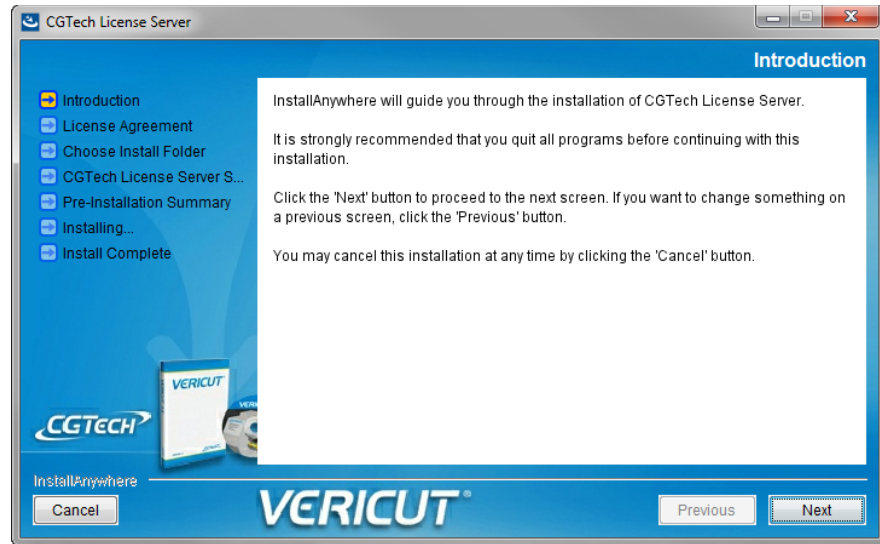 CGTech License Server
Introduction
Introduction
License Agreement
Choose Install Folder
CGTech License Server S...
Pre-Installation Summary
Installing...
Install Complete
InstallAnywhere will guide you through the installation of CGTech License Server.
It is strongly recommended that you quit all programs before continuing with this
installation.
Click the 'Next' button to proceed to the next screen. If you want to change something on
a previous screen, click the 'Previous' button.
You may cancel this installation at any time by clicking the 'Cancel' button.
VERICUT
CGTECH
InstallAnywhere
Cancel
VERICUT
Previous
Next